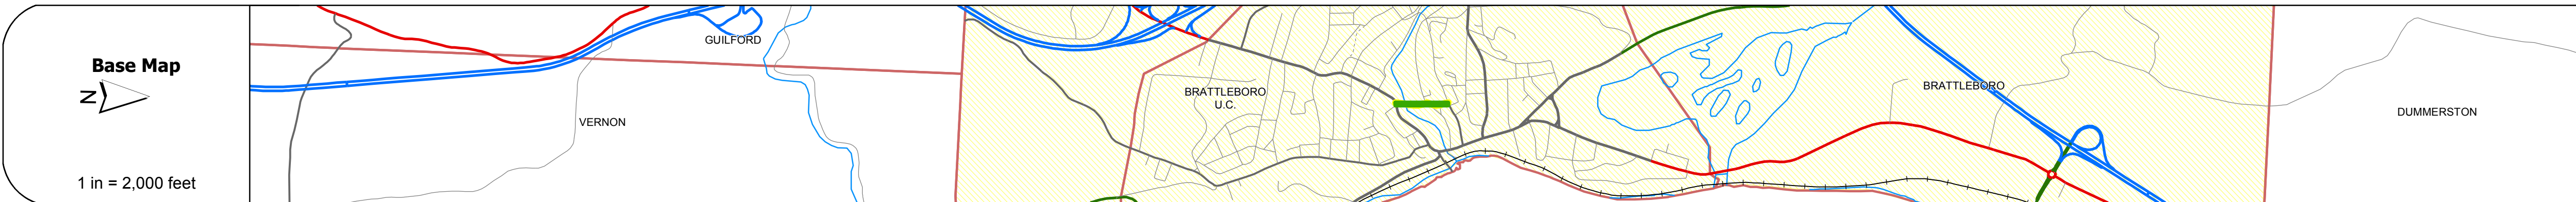 Base Map
N
1 in = 2,000 feet
GUILFORD
VERNON
BRATTLEBORO
U.C.
BRATTLEBORO
DUMMERSTON